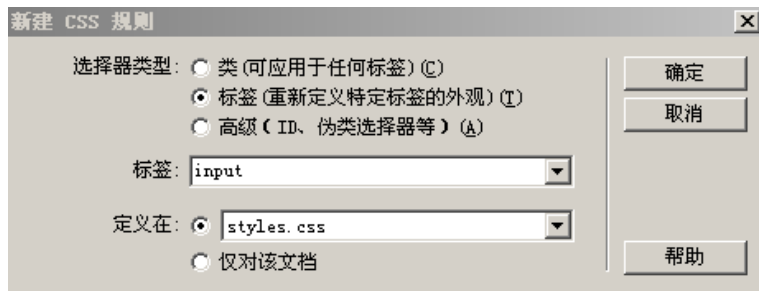 新建 CSS 规则
选择器类型: 类(可应用于任何标签)(C)
标签(重新定义特定标签的外观)(T)
高级(ID、伪类选择器等)(A)
确定
取消
标签: input
定义在: styles.css
仅对该文档
帮助